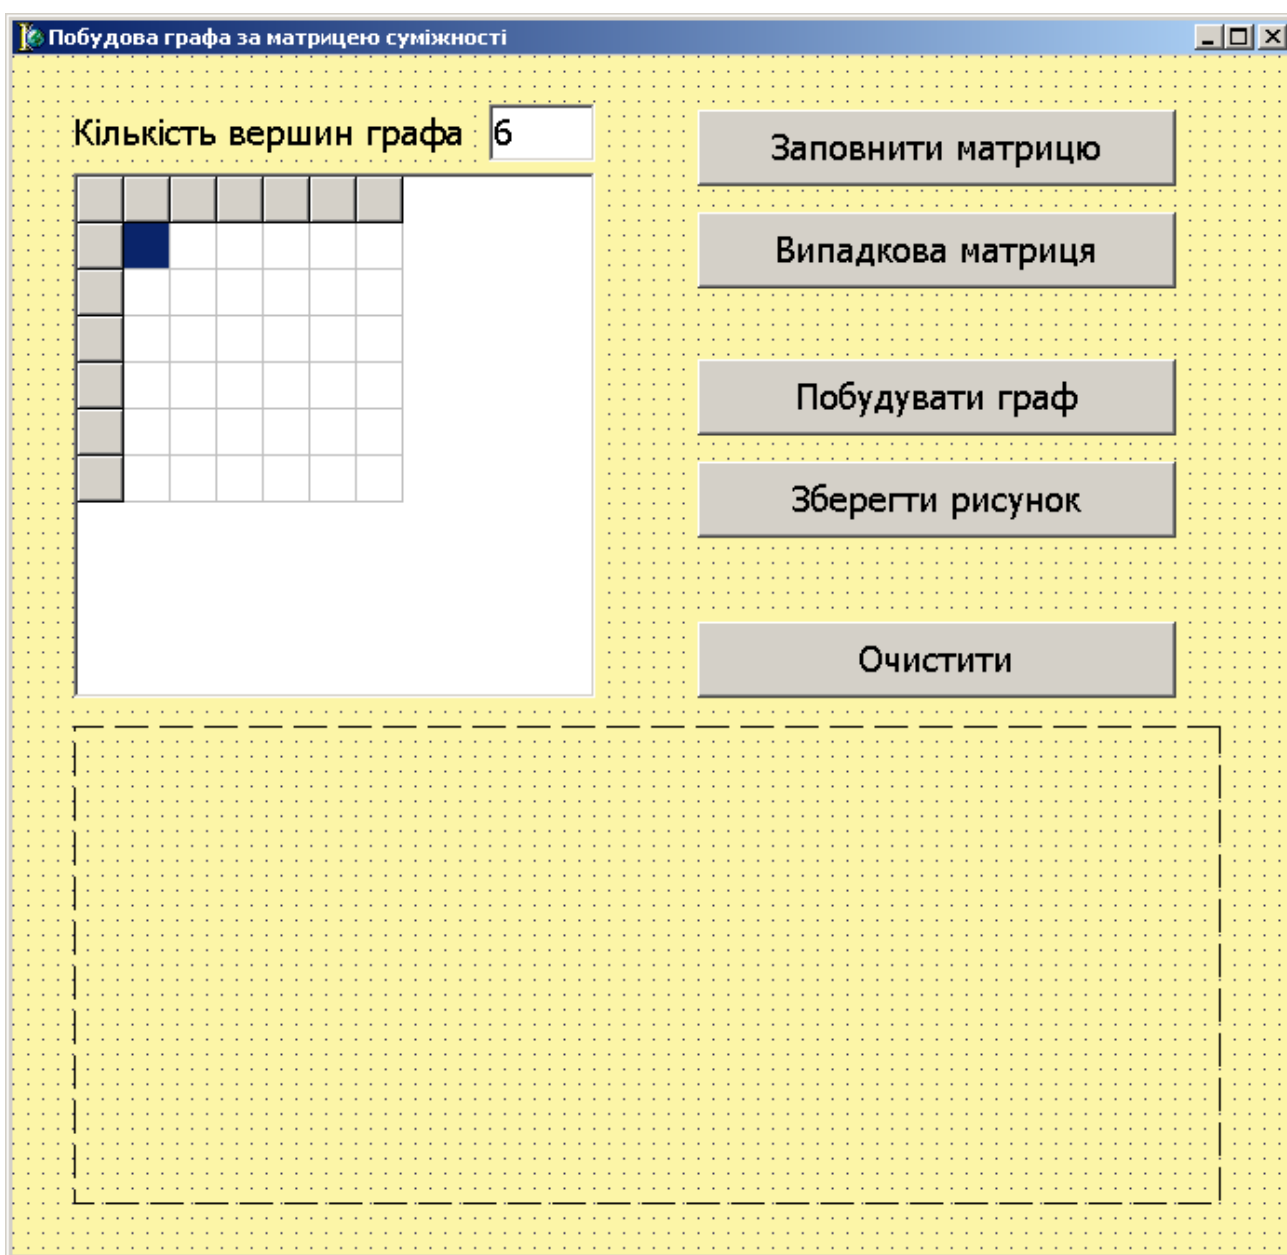 Побудова графа за матрицею суміжності
Кількість вершин графа 6
Заповнити матрицю
Випадкова матриця
Побудувати граф
Зберегти рисунок
Очистити